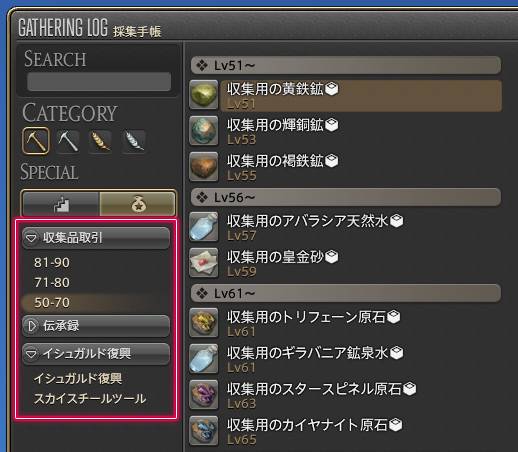 GATHERING LOG 採集手帳
SEARCH
CATEGORY
SPECIAL
収集品取引
81-90
71-80
50-70
伝承録
イシュガルド復興
イシュガルド復興
スカイスチールツール
Lv51~
収集用の黄鉄鉱
Lv51
収集用の輝銅鉱
Lv53
収集用の褐鉄鉱
Lv55
Lv56~
収集用のアバラシア天然水
Lv57
収集用の皇金砂
Lv59
Lv61~
収集用のトリフェーン原石
Lv61
収集用のギラバニア鉱泉水
Lv61
収集用のスタースピネル原石
Lv63
収集用のカイヤナイト原石
Lv65